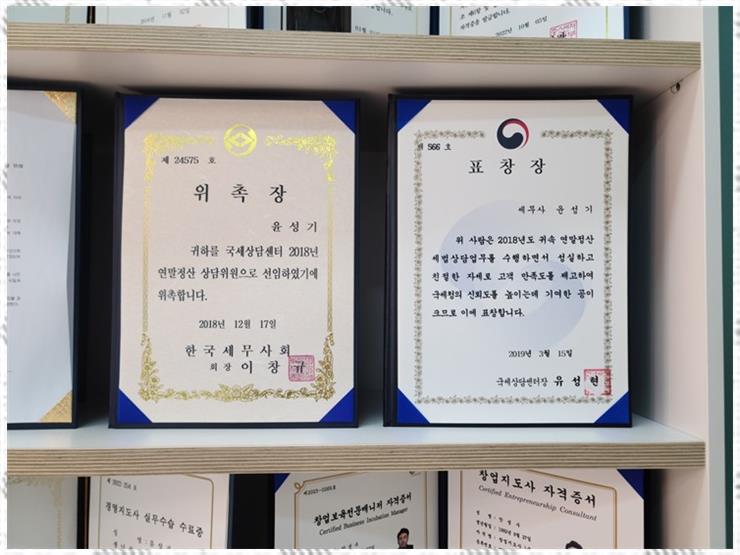 제 24575 호
위 촉 장
윤 성 기
귀하를 국세상담센터 2018년
연말정산 상담위원으로 선임하였기에
위촉합니다.
2018년 12월 17일
한 국 세 무 사 회
회 장 이 창 규
제 566 호
표 창 장
세무사 윤 성 기
위 사람은 2018년도 귀속 연말정산
세법상담업무를 수행하면서 성실하고
친절한 자세로 고객 만족도를 제고하여
국세청의 신뢰도를 높이는데 기여한 공이
크므로 이에 표창합니다.
2019년 3월 15일
국세상담센터장 유 성 현
경영지도사 실무수습 수료증
창업보육전문매니저 자격증서
Certified Business Incubation Manager
창업지도사 자격증서
Certified Entrepreneurship Consultant